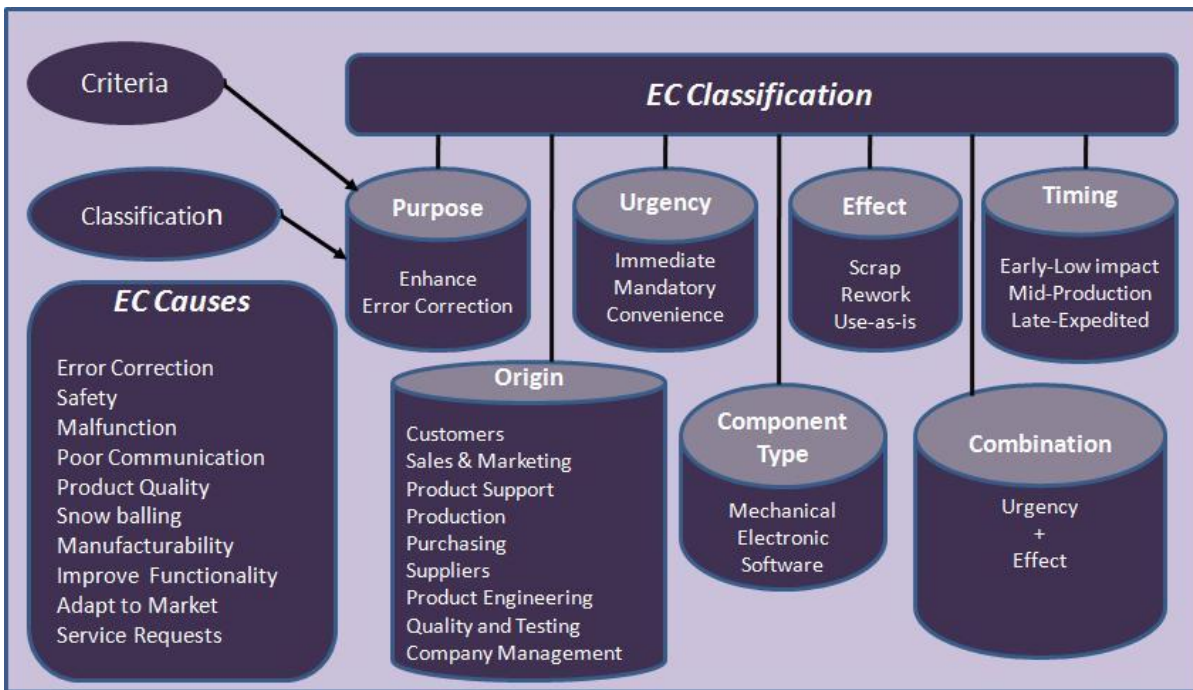 Criteria
EC Classification
Classification
Purpose
Enhance
Error Correction
Urgency
Immediate
Mandatory
Convenience
Effect
Scrap
Rework
Use-as-is
Timing
Early-Low impact
Mid-Production
Late-Expedited
EC Causes
Error Correction
Safety
Malfunction
Poor Communication
Product Quality
Snow balling
Manufacturability
Improve Functionality
Adapt to Market
Service Requests
Origin
Customers
Sales & Marketing
Product Support
Production
Purchasing
Suppliers
Product Engineering
Quality and Testing
Company Management
Component
Type
Mechanical
Electronic
Software
Combination
Urgency
+
Effect